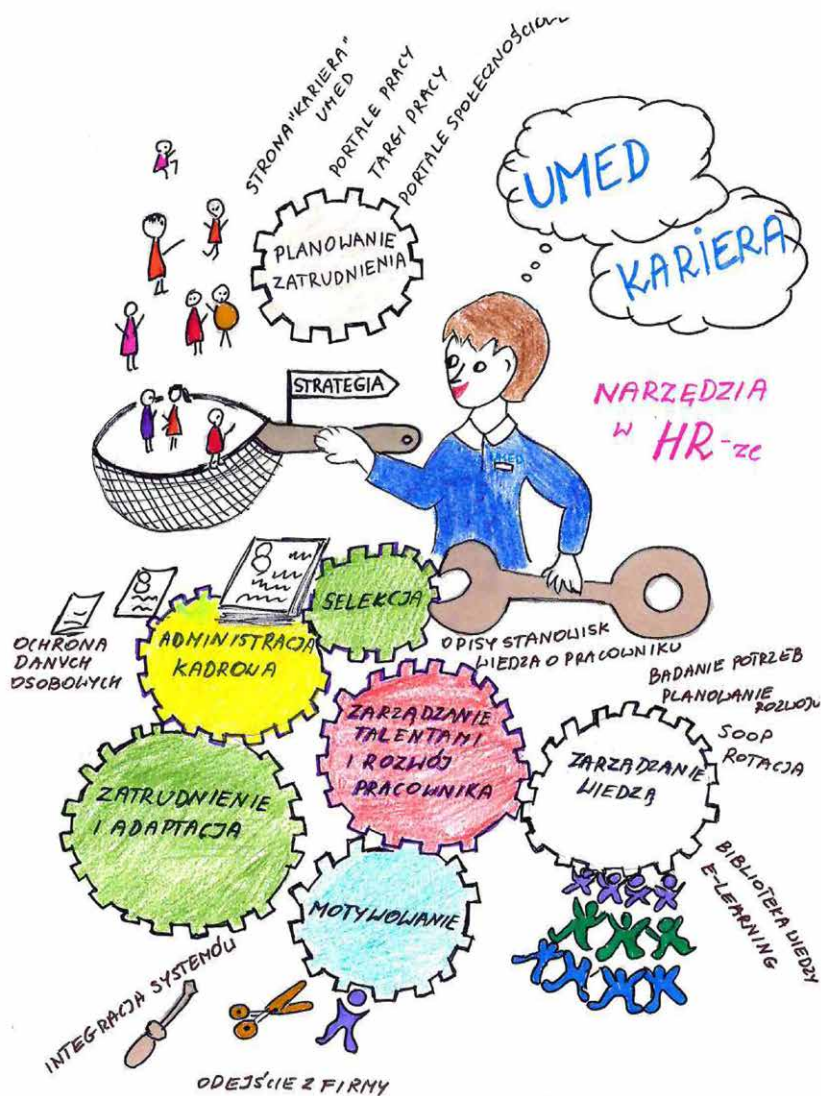 STRONA "KARIERA"
UMED
PORTALE PRACY
TARGI PRACY
PORTALE
PLANOWANIE
ZATRUDNIENIA
UMED
KARIERA
STRATEGIA
NARZĘDZIA
W HR-ze
UMED
SELEKCJA
ADMINISTRACJA
KADROWA
OCHRONA
DANYCH
OSOBOWYCH
OPISY STANOWISK
WIEDZA O PRACOWNIKU
BADANIE POTRZEB
PLANOWANIE
ROZWOJU
SOOP
ROTACJA
ZARZĄDZANIE
TALENTAMI
I ROZWÓJ
PRACOWNIKA
ZARZĄDZANIE
WIEDZĄ
ZATRUDNIENIE
I ADAPTACJA
MOTYWOWANIE
BIBLIOTEKA WIEDZY
E-LEARNING
INTEGRACJA SYSTEMÓW
ODEJŚCIE Z FIRMY